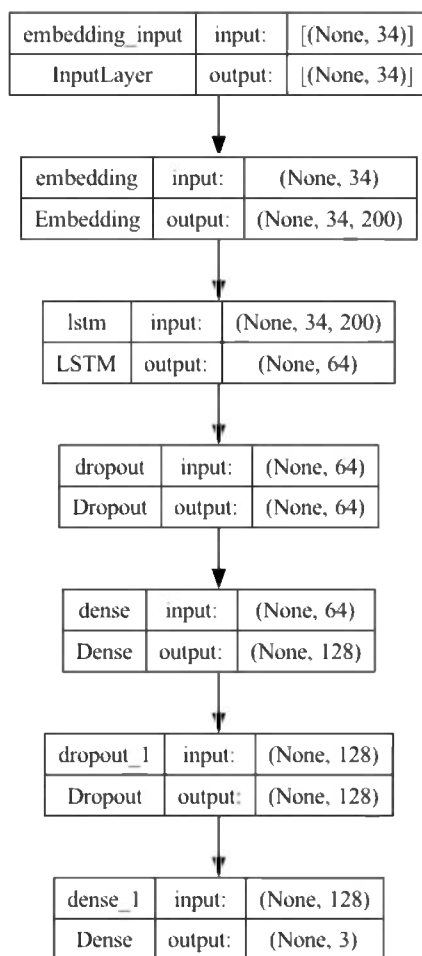 embedding_input input: [(None, 34)]
InputLayer output: [(None, 34)]
embedding input: (None, 34)
Embedding output: (None, 34, 200)
lstm input: (None, 34, 200)
LSTM output: (None, 64)
dropout input: (None, 64)
Dropout output: (None, 64)
dense input: (None, 64)
Dense output: (None, 128)
dropout_1 input: (None, 128)
Dropout output: (None, 128)
dense_1 input: (None, 128)
Dense output: (None, 3)